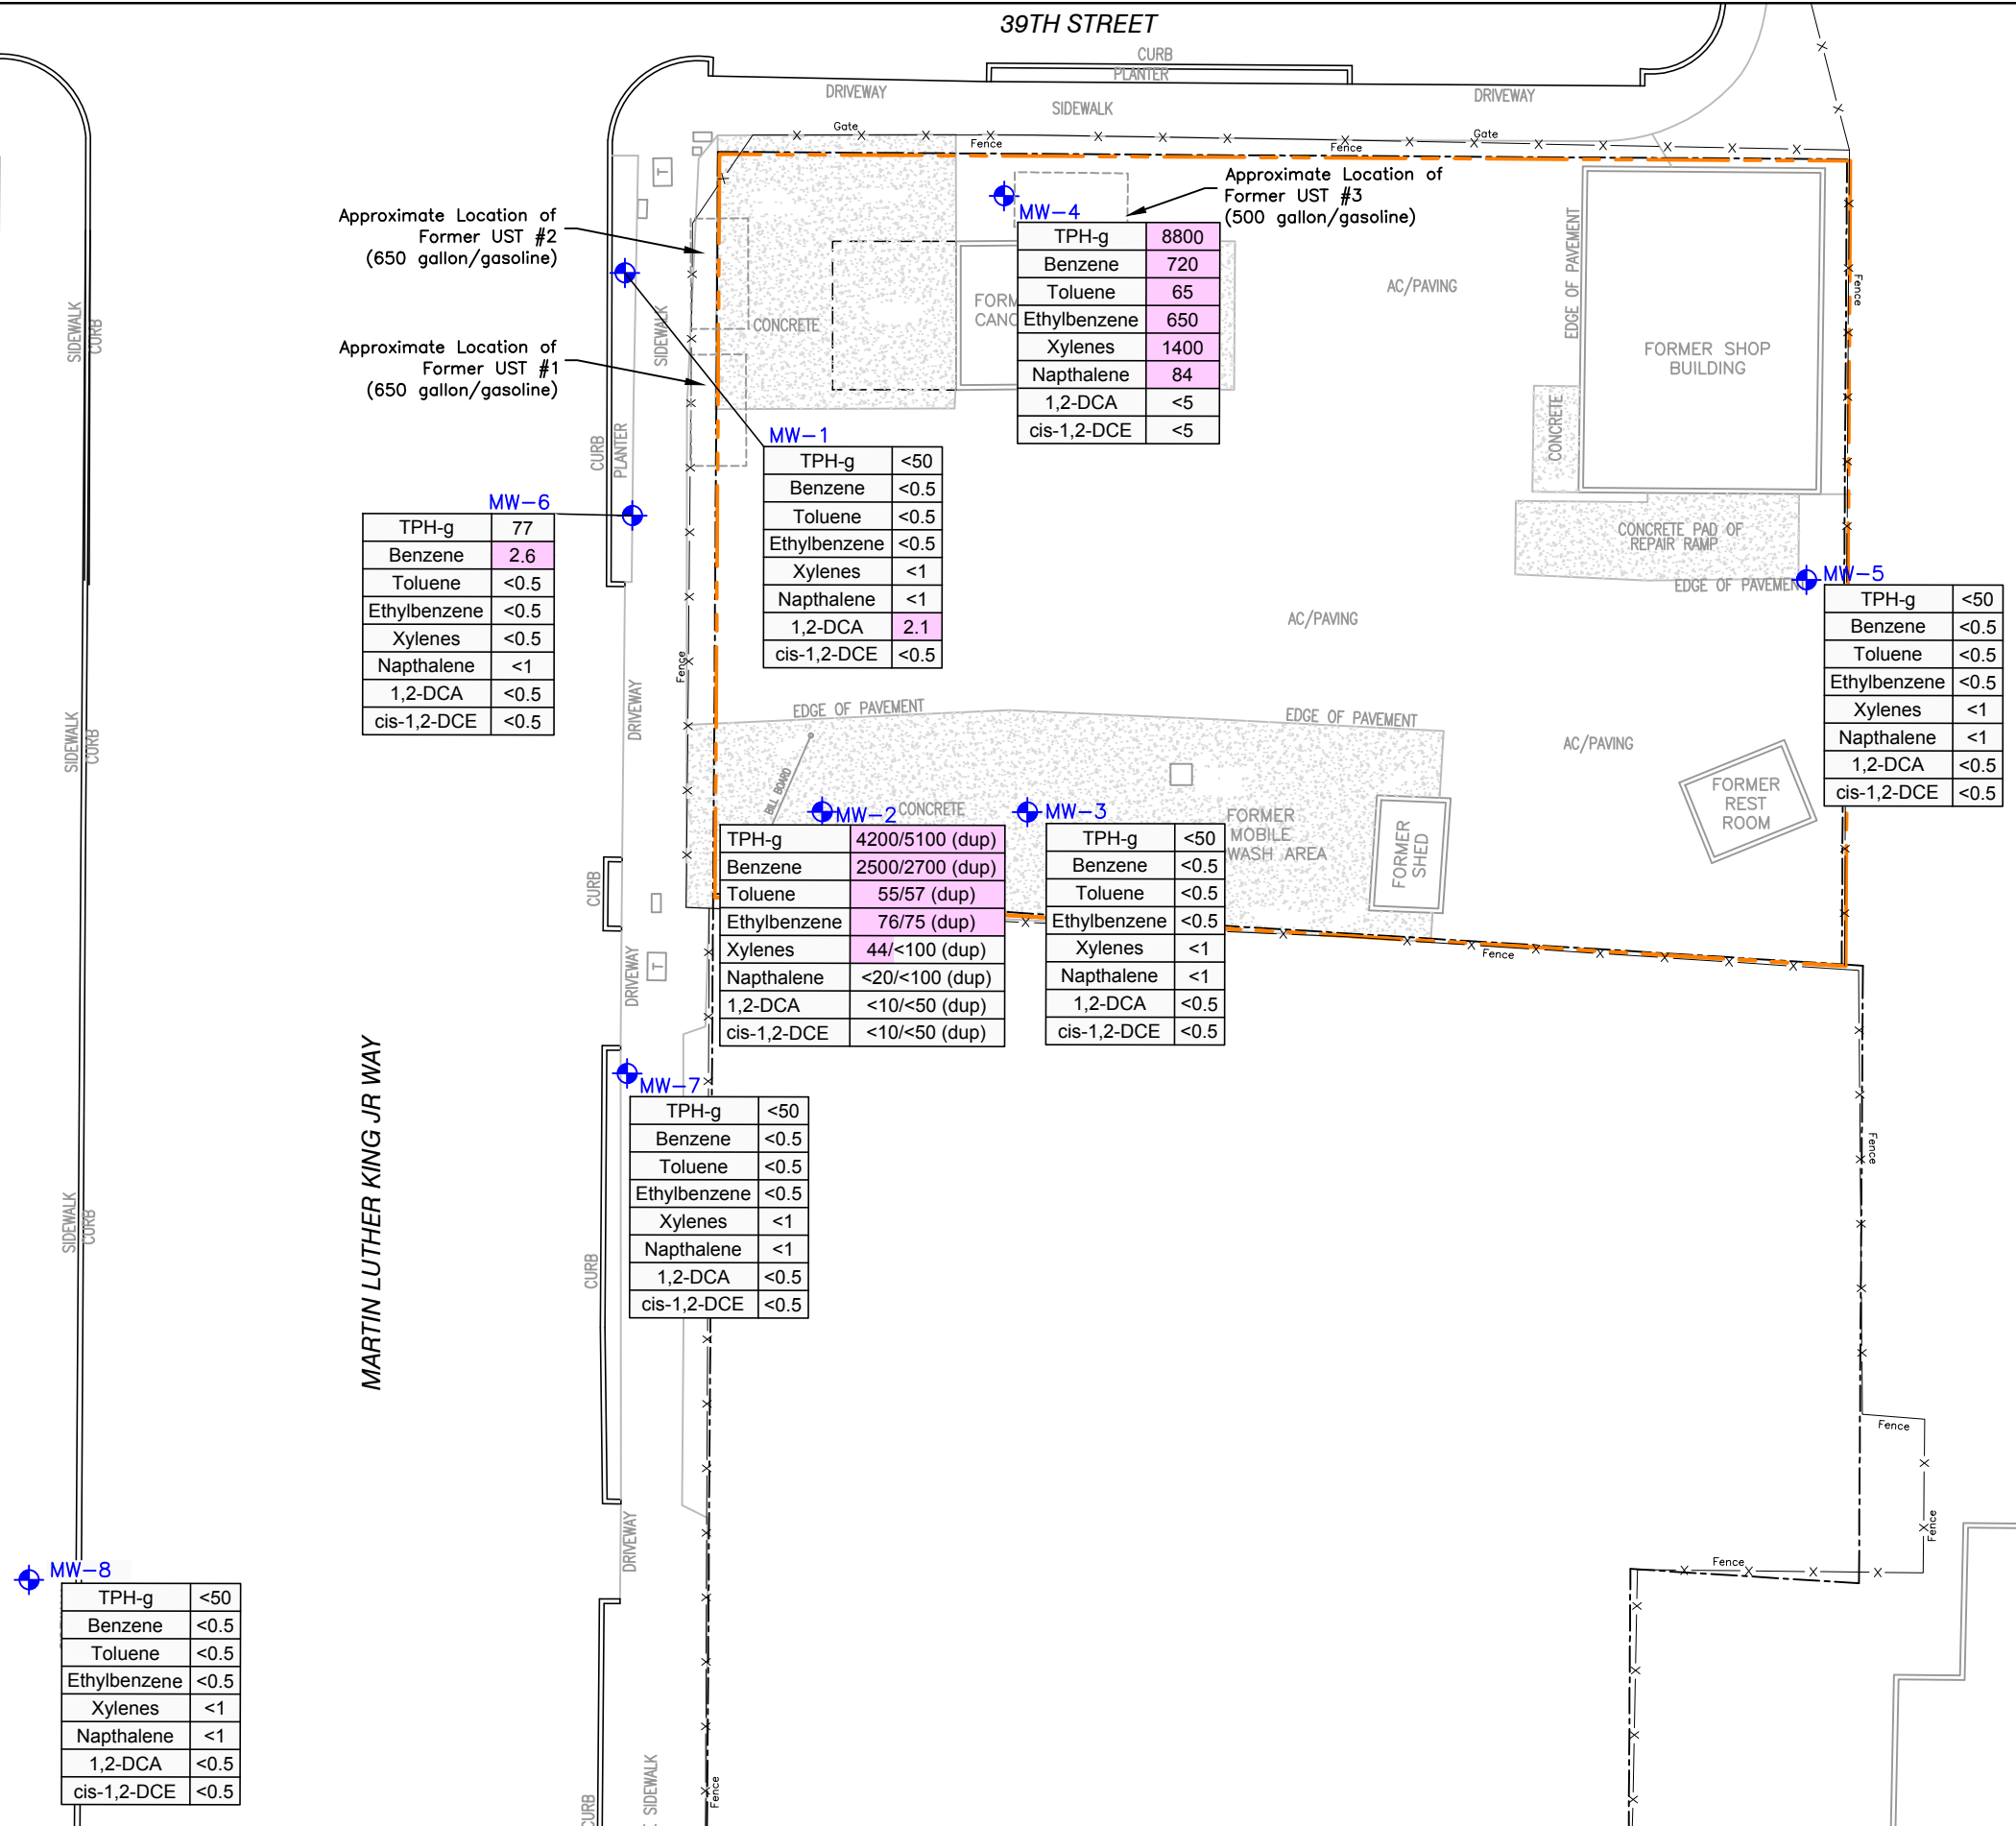 39TH STREET
CURB
PLANTER
DRIVEWAY
SIDEWALK
DRIVEWAY
Gate
Fence
Fence
Gate
T
Approximate Location of
Former UST #2
(650 gallon/gasoline)
Approximate Location of
Former UST #3
(500 gallon/gasoline)
MW-4
TPH-g 8800
Benzene 720
Toluene 65
Ethylbenzene 650
Xylenes 1400
Napthalene 84
1,2-DCA <5
cis-1,2-DCE <5
AC/PAVING
EDGE OF PAVEMENT
Fence
FORMER SHOP
BUILDING
CONCRETE
SIDEWALK
CURB
SIDEWALK
CONCRETE
Approximate Location of
Former UST #1
(650 gallon/gasoline)
CURB
PLANTER
MW-1
TPH-g <50
Benzene <0.5
Toluene <0.5
Ethylbenzene <0.5
Xylenes <1
Napthalene <1
1,2-DCA 2.1
cis-1,2-DCE <0.5
MW-6
TPH-g 77
Benzene 2.6
Toluene <0.5
Ethylbenzene <0.5
Xylenes <0.5
Napthalene <1
1,2-DCA <0.5
cis-1,2-DCE <0.5
CONCRETE PAD OF
REPAIR RAMP
EDGE OF PAVEMENT
MW-5
TPH-g <50
Benzene <0.5
Toluene <0.5
Ethylbenzene <0.5
Xylenes <1
Napthalene <1
1,2-DCA <0.5
cis-1,2-DCE <0.5
AC/PAVING
Fence
DRIVEWAY
SIDEWALK
CURB
EDGE OF PAVEMENT
EDGE OF PAVEMENT
AC/PAVING
BILL BOARD
FORMER
REST
ROOM
MW-2
CONCRETE
TPH-g 4200/5100 (dup)
Benzene 2500/2700 (dup)
Toluene 55/57 (dup)
Ethylbenzene 76/75 (dup)
Xylenes 44/<100 (dup)
Napthalene <20/<100 (dup)
1,2-DCA <10/<50 (dup)
cis-1,2-DCE <10/<50 (dup)
MW-3
TPH-g <50
Benzene <0.5
Toluene <0.5
Ethylbenzene <0.5
Xylenes <1
Napthalene <1
1,2-DCA <0.5
cis-1,2-DCE <0.5
FORMER
MOBILE
WASH AREA
FORMER
SHED
Fence
CURB
DRIVEWAY
T
MARTIN LUTHER KING JR WAY
MW-7
TPH-g <50
Benzene <0.5
Toluene <0.5
Ethylbenzene <0.5
Xylenes <1
Napthalene <1
1,2-DCA <0.5
cis-1,2-DCE <0.5
Fence
SIDEWALK
CURB
CURB
Fence
Fence
Fence
DRIVEWAY
MW-8
TPH-g <50
Benzene <0.5
Toluene <0.5
Ethylbenzene <0.5
Xylenes <1
Napthalene <1
1,2-DCA <0.5
cis-1,2-DCE <0.5
CURB
SIDEWALK
Fence